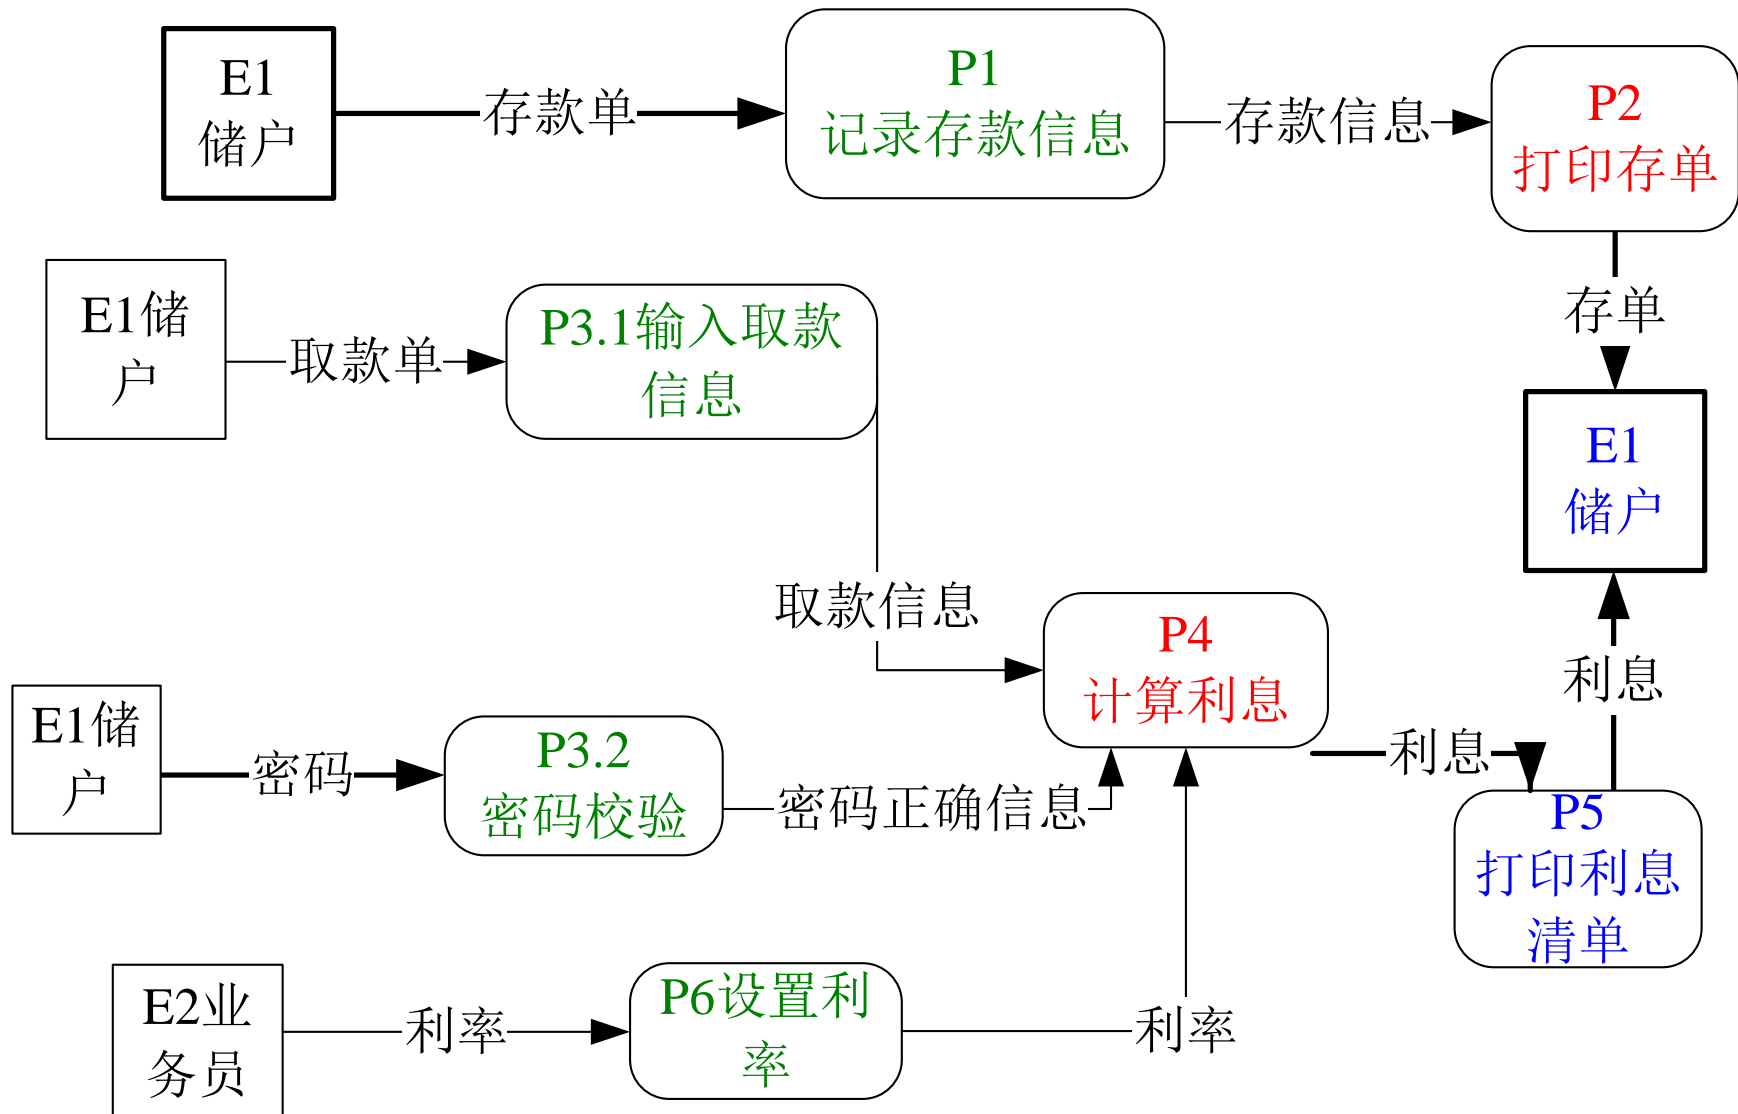 E1
储户
存款单
P1
记录存款信息
存款信息
P2
打印存单
存单
E1储
户
取款单
P3.1输入取款
信息
E1
储户
取款信息
P4
计算利息
利息
E1储
户
密码
P3.2
密码校验
密码正确信息
利息
P5
打印利息
清单
E2业
务员
利率
P6设置利
率
利率